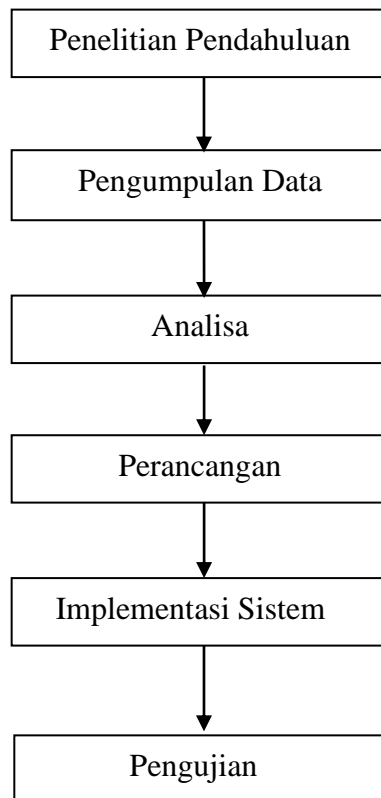 Penelitian Pendahuluan
Pengumpulan Data
Analisa
Perancangan
Implementasi Sistem
Pengujian